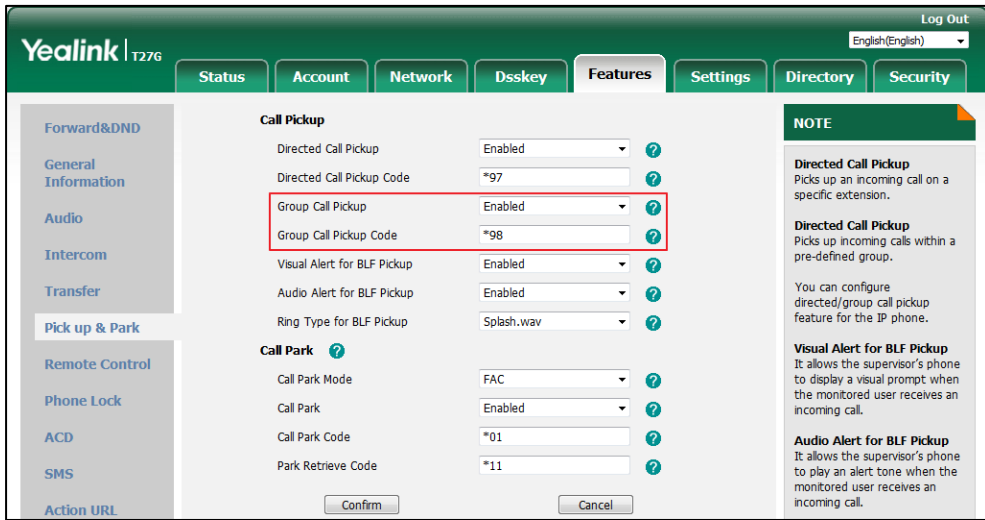 Log Out
Yealink T27G
English(English)
Status Account Network Dsskey Features Settings Directory Security
Forward&DND
General
Information
Audio
Intercom
Transfer
Pick up & Park
Remote Control
Phone Lock
ACD
SMS
Action URL
Call Pickup
Directed Call Pickup Enabled
Directed Call Pickup Code *97
Group Call Pickup Enabled
Group Call Pickup Code *98
Visual Alert for BLF Pickup Enabled
Audio Alert for BLF Pickup Enabled
Ring Type for BLF Pickup Splash.wav
Call Park
Call Park Mode FAC
Call Park Enabled
Call Park Code *01
Park Retrieve Code *11
Confirm Cancel
NOTE
Directed Call Pickup
Picks up an incoming call on a
specific extension.
Directed Call Pickup
Picks up incoming calls within a
pre-defined group.
You can configure
directed/group call pickup
feature for the IP phone.
Visual Alert for BLF Pickup
It allows the supervisor's phone
to display a visual prompt when
the monitored user receives an
incoming call.
Audio Alert for BLF Pickup
It allows the supervisor's phone
to play an alert tone when the
monitored user receives an
incoming call.